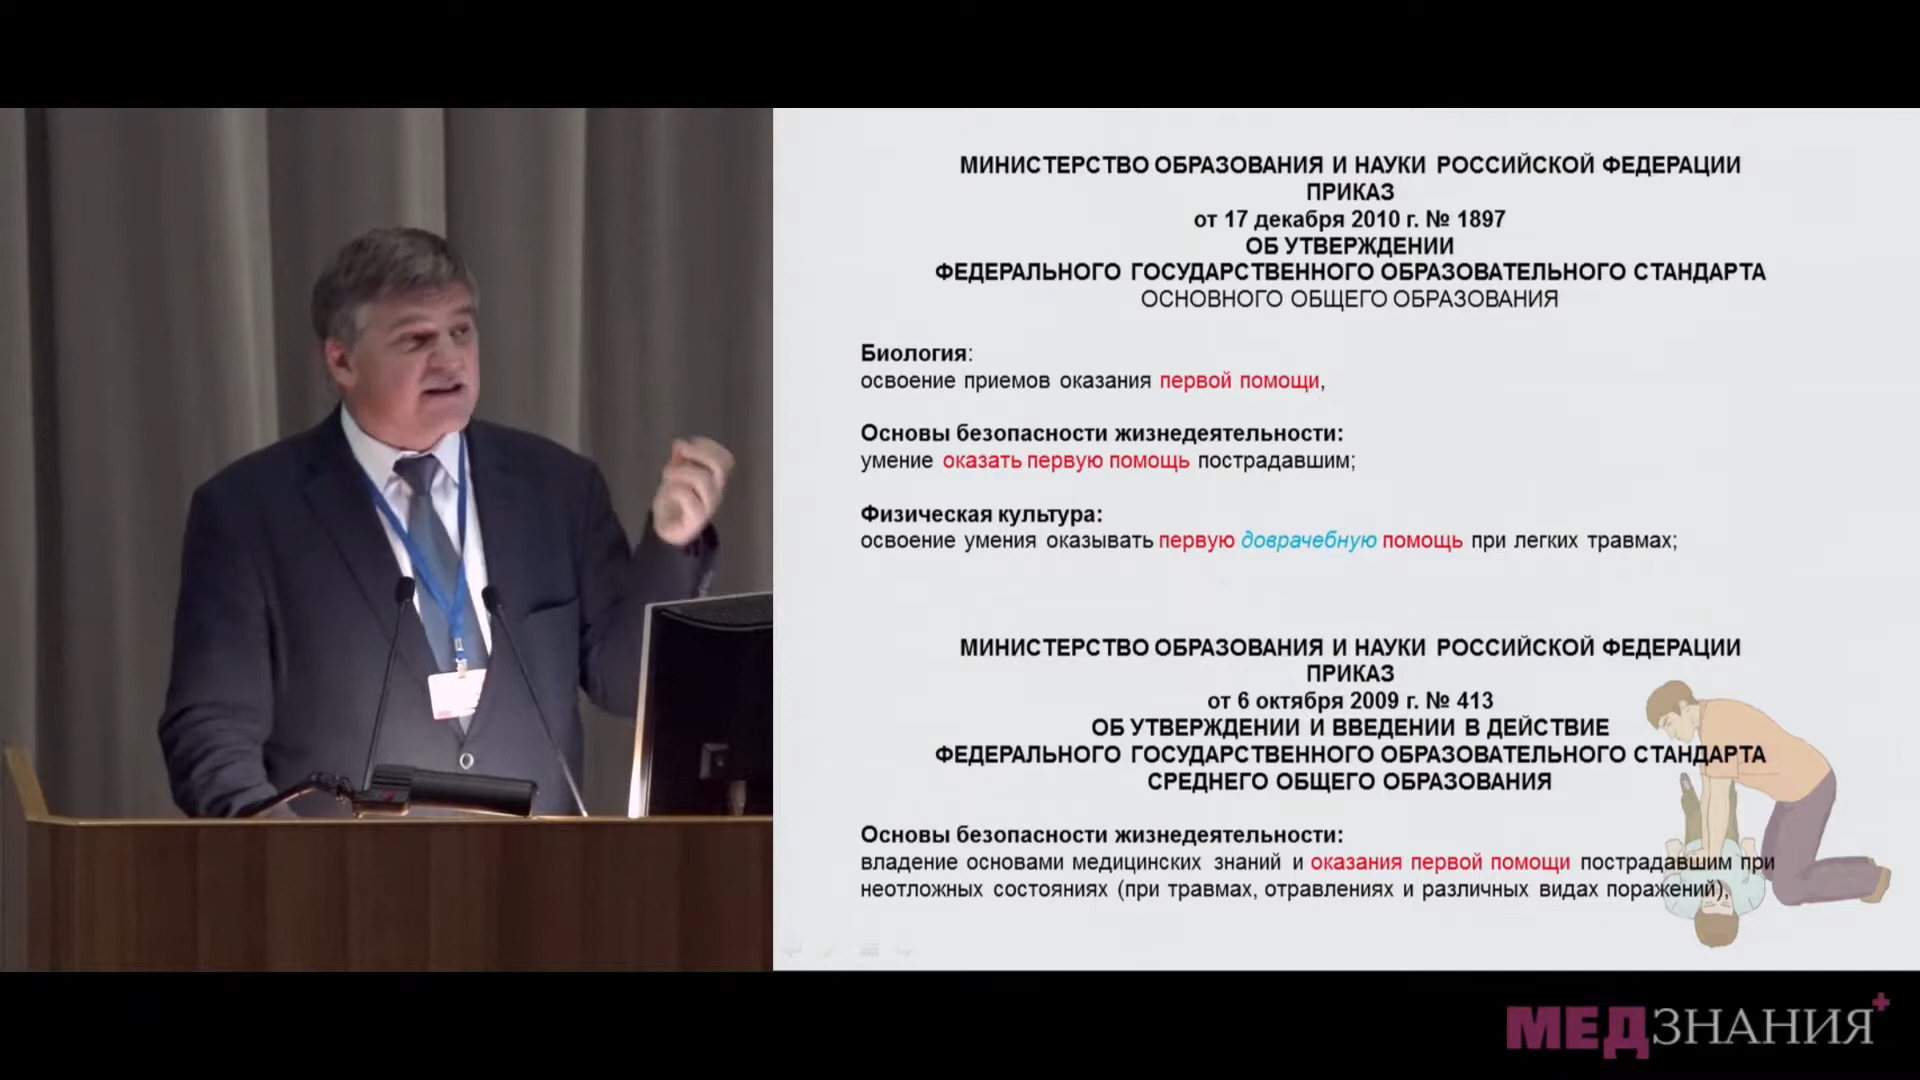 МИНИСТЕРСТВО ОБРАЗОВАНИЯ И НАУКИ РОССИЙСКОЙ ФЕДЕРАЦИИ
ПРИКАЗ
от 17 декабря 2010 г. № 1897
ОБ УТВЕРЖДЕНИИ
ФЕДЕРАЛЬНОГО ГОСУДАРСТВЕННОГО ОБРАЗОВАТЕЛЬНОГО СТАНДАРТА
ОСНОВНОГО ОБЩЕГО ОБРАЗОВАНИЯ
Биология:
освоение приемов оказания первой помощи,
Основы безопасности жизнедеятельности:
умение оказать первую помощь пострадавшим;
Физическая культура:
освоение умения оказывать первую доврачебную помощь при легких травмах;
МИНИСТЕРСТВО ОБРАЗОВАНИЯ И НАУКИ РОССИЙСКОЙ ФЕДЕРАЦИИ
ПРИКАЗ
от 6 октября 2009 г. № 413
ОБ УТВЕРЖДЕНИИ И ВВЕДЕНИИ В ДЕЙСТВИЕ
ФЕДЕРАЛЬНОГО ГОСУДАРСТВЕННОГО ОБРАЗОВАТЕЛЬНОГО СТАНДАРТА
СРЕДНЕГО ОБЩЕГО ОБРАЗОВАНИЯ
Основы безопасности жизнедеятельности:
владение основами медицинских знаний и оказания первой помощи пострадавшим при
неотложных состояниях (при травмах, отравлениях и различных видах поражений),
МЕДЗНАНИЯ+